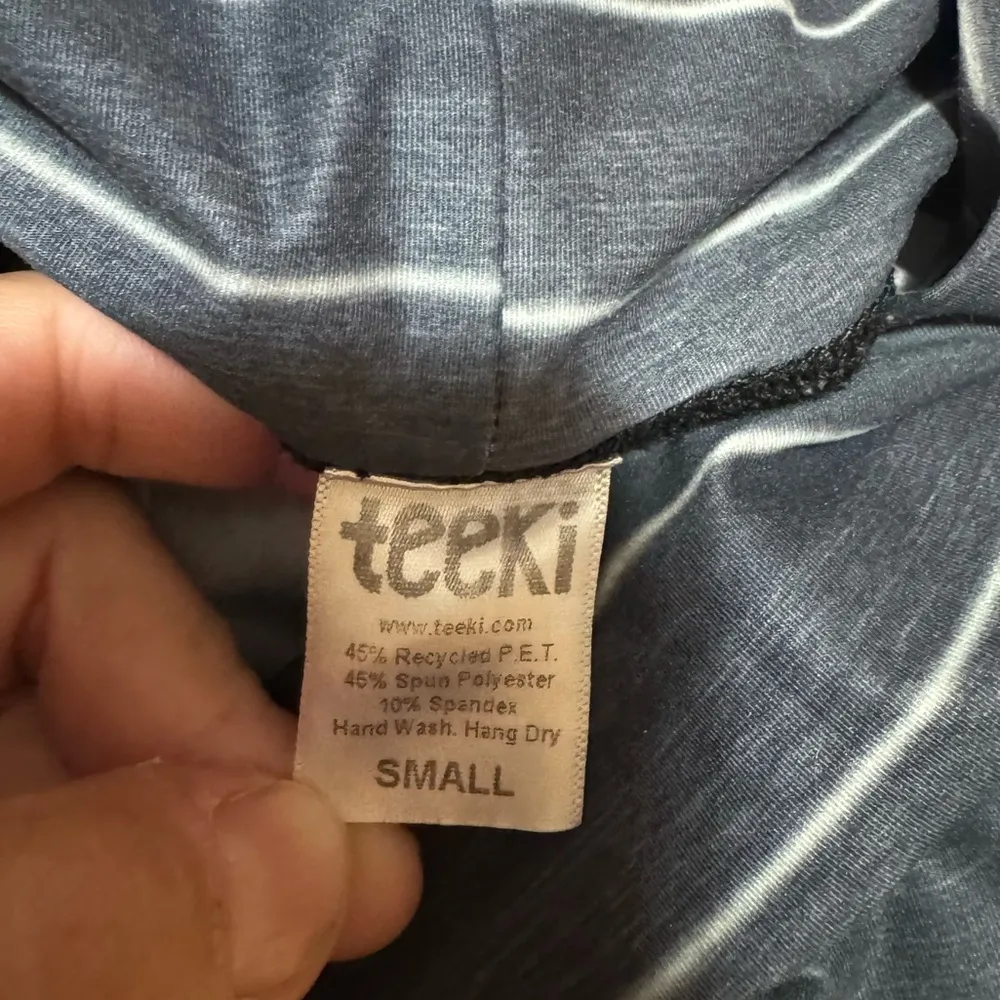 teeki
www.teeki.com
45% Recycled P.E.T.
45% Spun Polyester
10% Spandex
Hand Wash. Hang Dry
SMALL